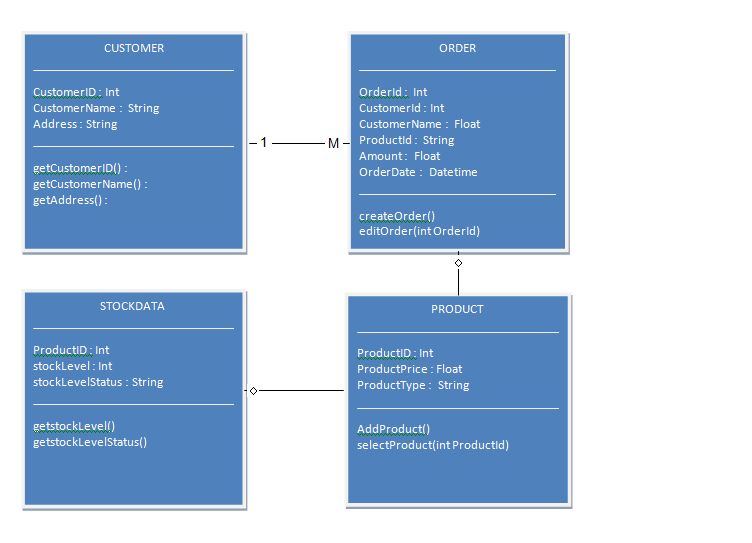 CUSTOMER
CustomerID : Int
CustomerName : String
Address : String
getCustomerID() :
getCustomerName() :
getAddress() :
1
M
ORDER
OrderId : Int
CustomerId : Int
CustomerName : Float
ProductId : String
Amount : Float
OrderDate : Datetime
createOrder()
editOrder(int OrderId)
STOCKDATA
ProductID : Int
stockLevel : Int
stockLevelStatus : String
getstockLevel()
getstockLevelStatus()
PRODUCT
ProductID : Int
ProductPrice : Float
ProductType : String
AddProduct()
selectProduct(int ProductId)